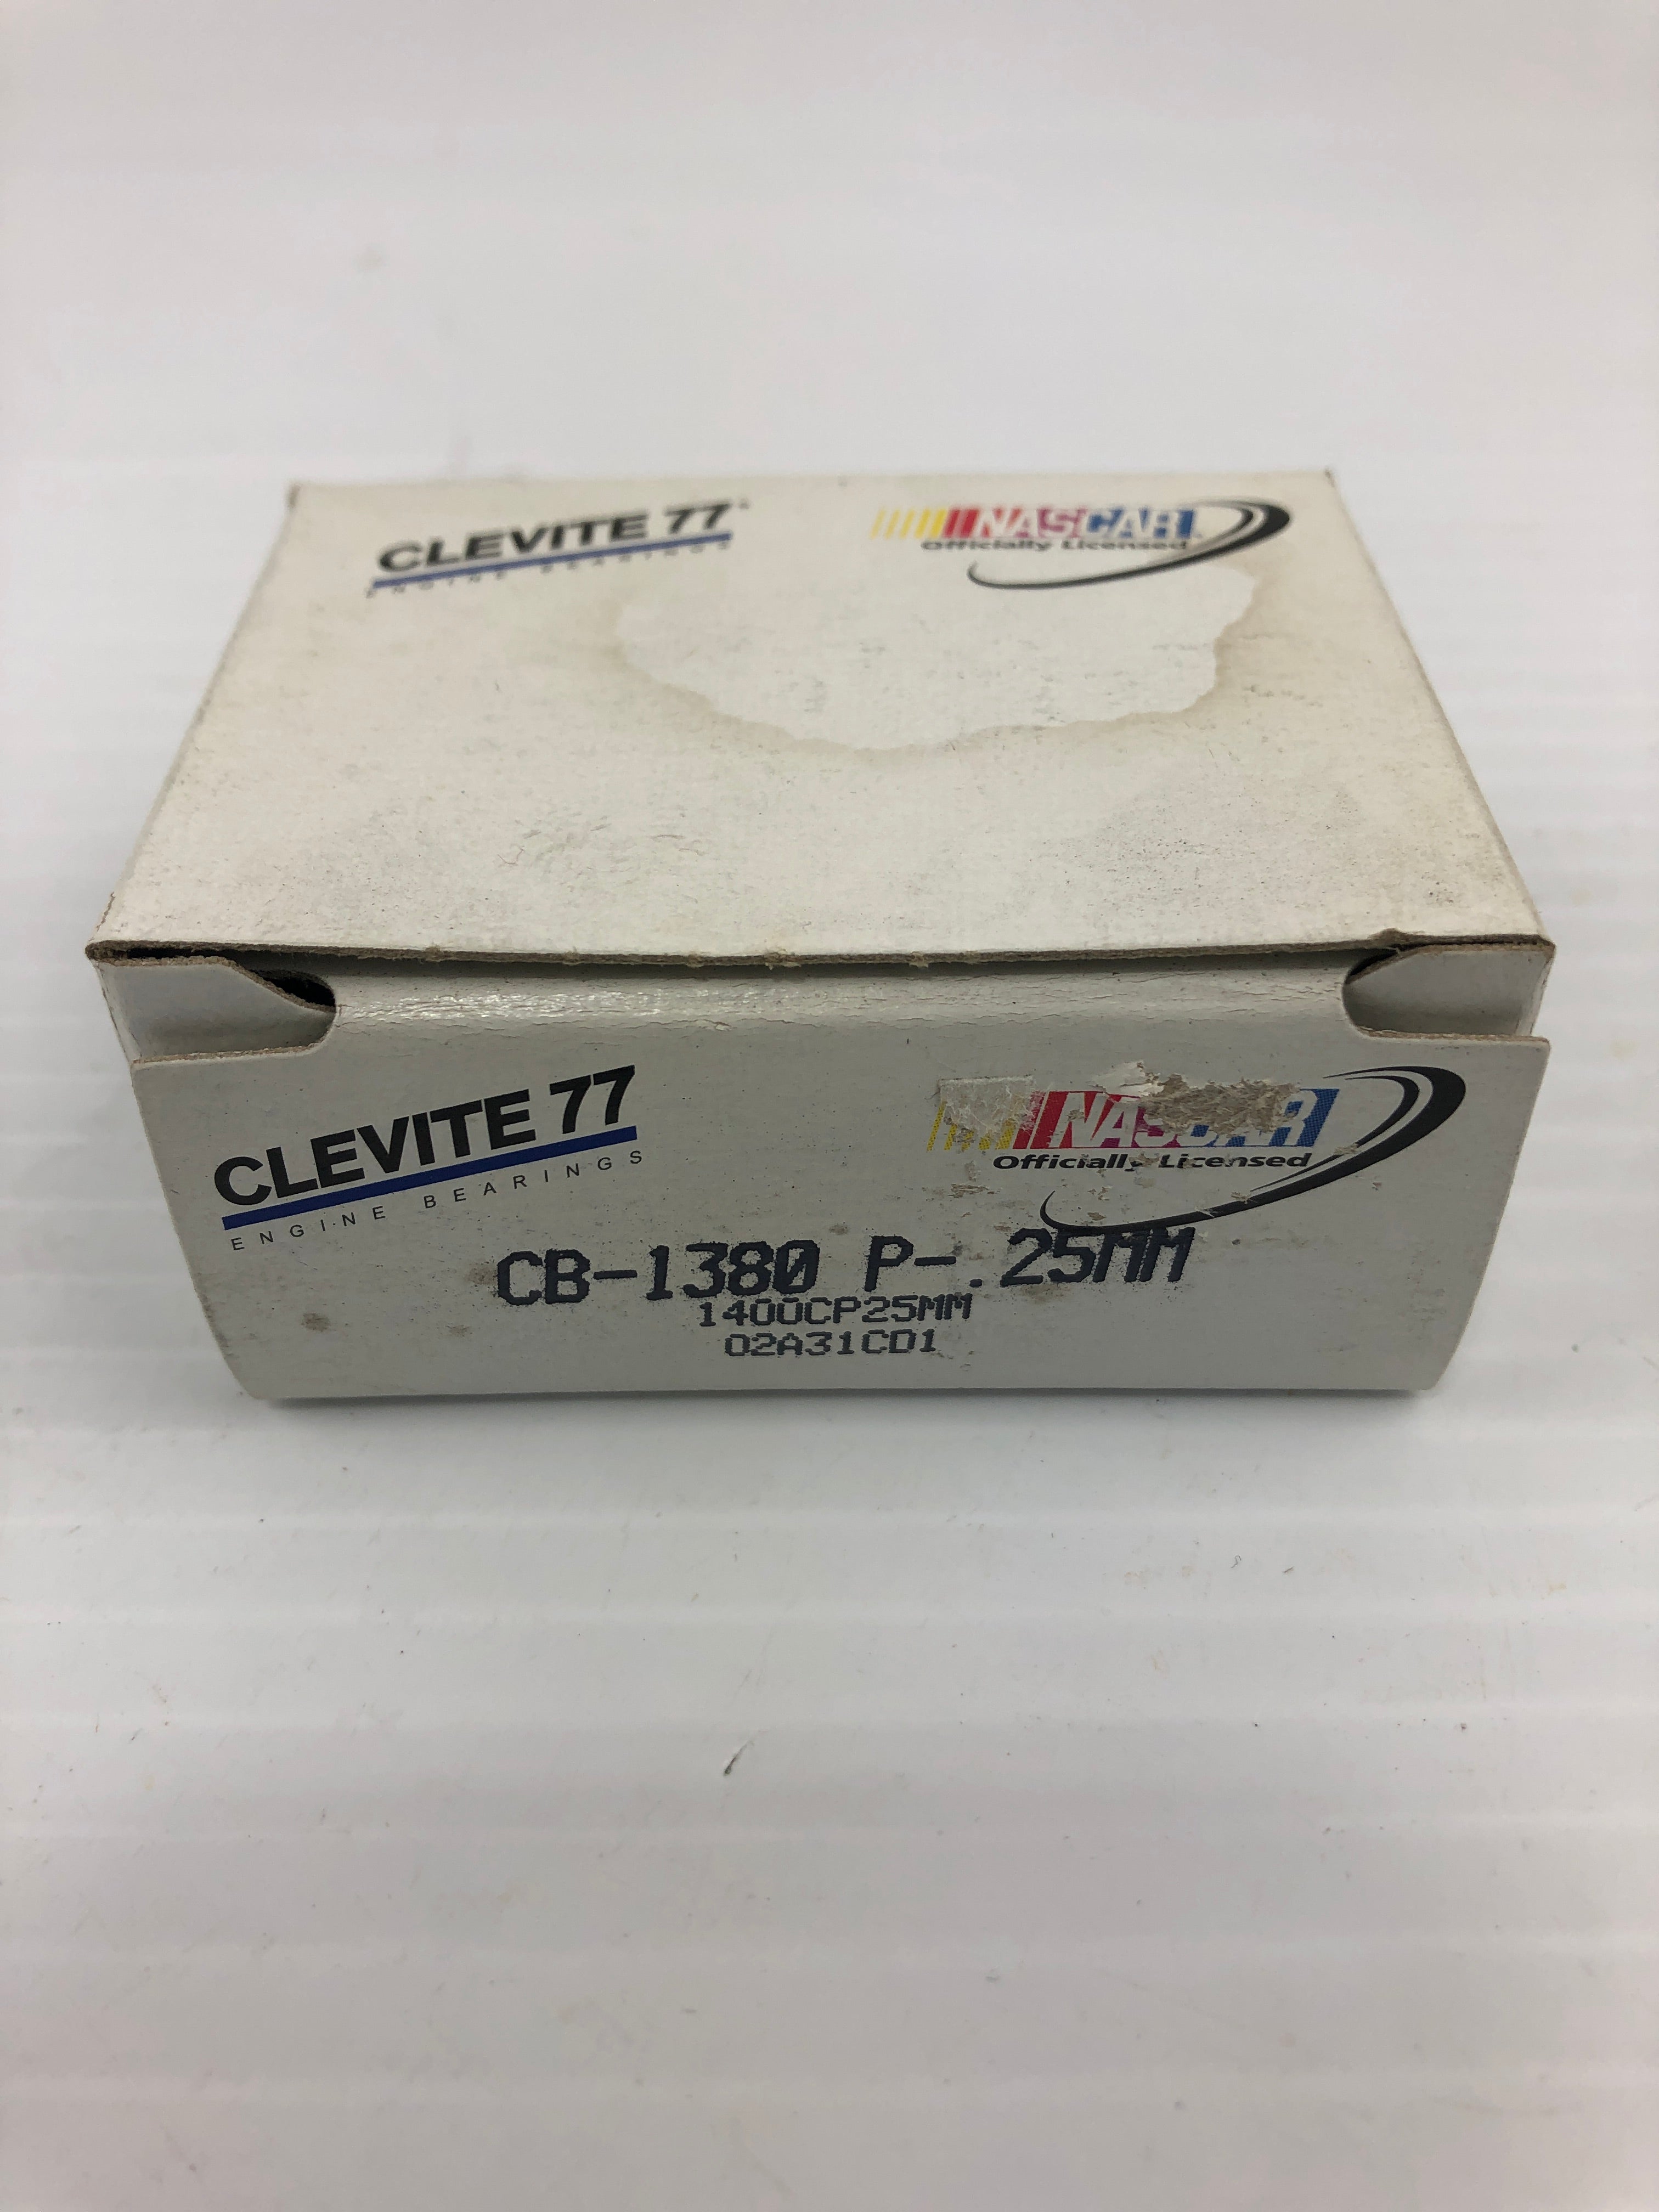 CLEVITE 77
ENGINE BEARINGS
NASCAR
Officially Licensed
CLEVITE 77
ENGINE BEARINGS
NASCAR
Officially Licensed
CB-1380 P-.25MM
1400CP25MM
02A31CD1